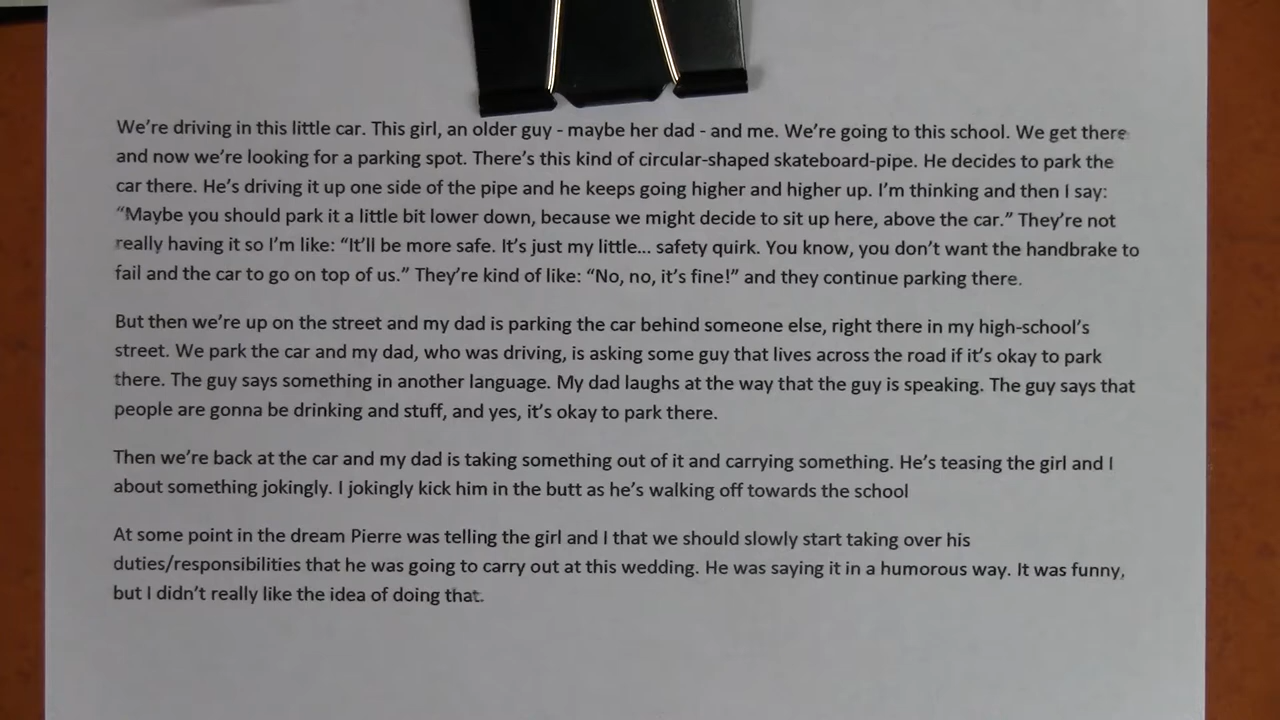 We’re driving in this little car. This girl, an older guy - maybe her dad - and me. We’re going to this school. We get there
and now we’re looking for a parking spot. There’s this kind of circular-shaped skateboard-pipe. He decides to park the
car there. He’s driving it up one side of the pipe and he keeps going higher and higher up. I’m thinking and then I say:
“Maybe you should park it a little bit lower down, because we might decide to sit up here, above the car.” They’re not
really having it so I’m like: “It’ll be more safe. It’s just my little... safety quirk. You know, you don’t want the handbrake to
fail and the car to go on top of us.” They’re kind of like: “No, no, it’s fine!” and they continue parking there.
But then we’re up on the street and my dad is parking the car behind someone else, right there in my high-school’s
street. We park the car and my dad, who was driving, is asking some guy that lives across the road if it’s okay to park
there. The guy says something in another language. My dad laughs at the way that the guy is speaking. The guy says that
people are gonna be drinking and stuff, and yes, it’s okay to park there.
Then we’re back at the car and my dad is taking something out of it and carrying something. He’s teasing the girl and I
about something jokingly. I jokingly kick him in the butt as he’s walking off towards the school
At some point in the dream Pierre was telling the girl and I that we should slowly start taking over his
duties/responsibilities that he was going to carry out at this wedding. He was saying it in a humorous way. It was funny,
but I didn’t really like the idea of doing that.